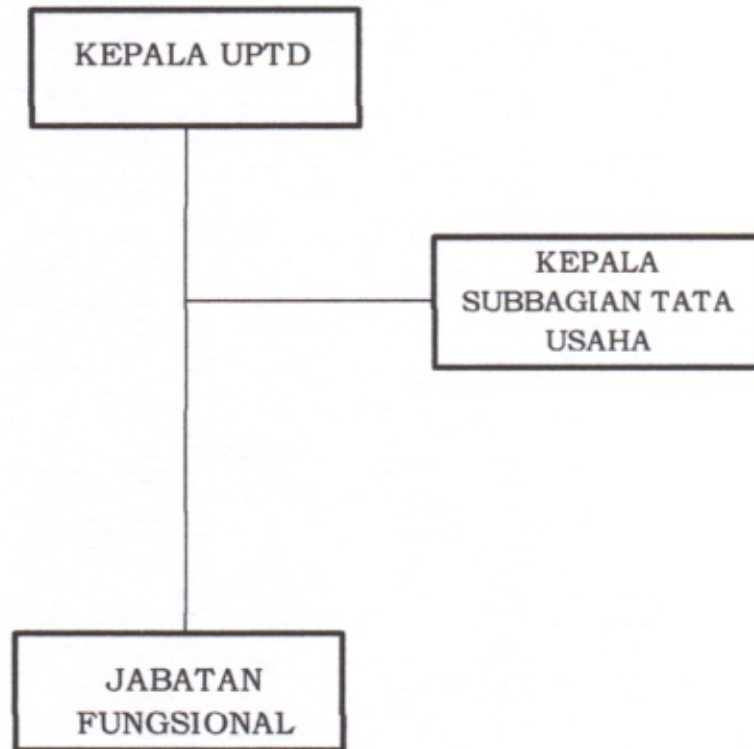 KEPALA UPTD
KEPALA
SUBBAGIAN TATA
USAHA
JABATAN
FUNGSIONAL